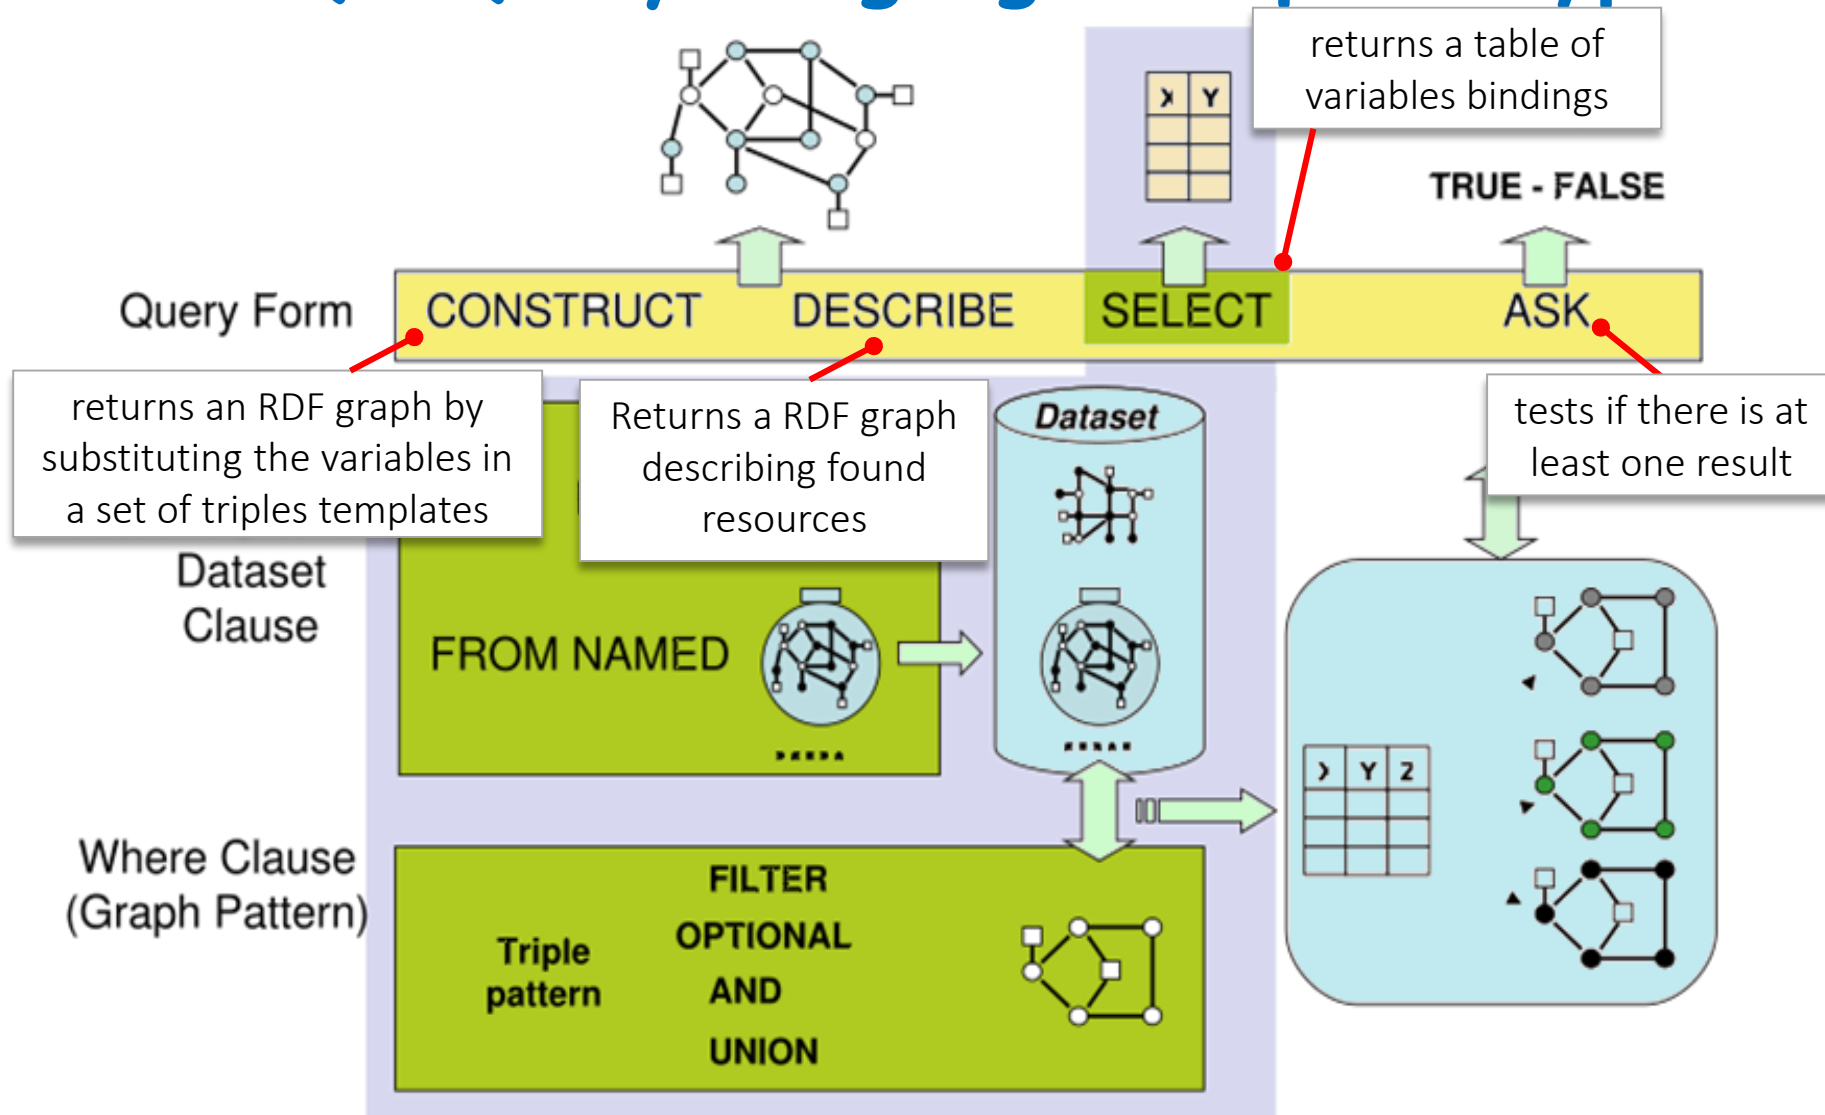 returns a table of
variables bindings
X Y
TRUE - FALSE
Query Form
CONSTRUCT DESCRIBE SELECT ASK
returns an RDF graph by
substituting the variables in
a set of triples templates
Returns a RDF graph
describing found
resources
Dataset
tests if there is at
least one result
Dataset
Clause
FROM NAMED
X Y Z
Where Clause
(Graph Pattern)
Triple
pattern
FILTER
OPTIONAL
AND
UNION